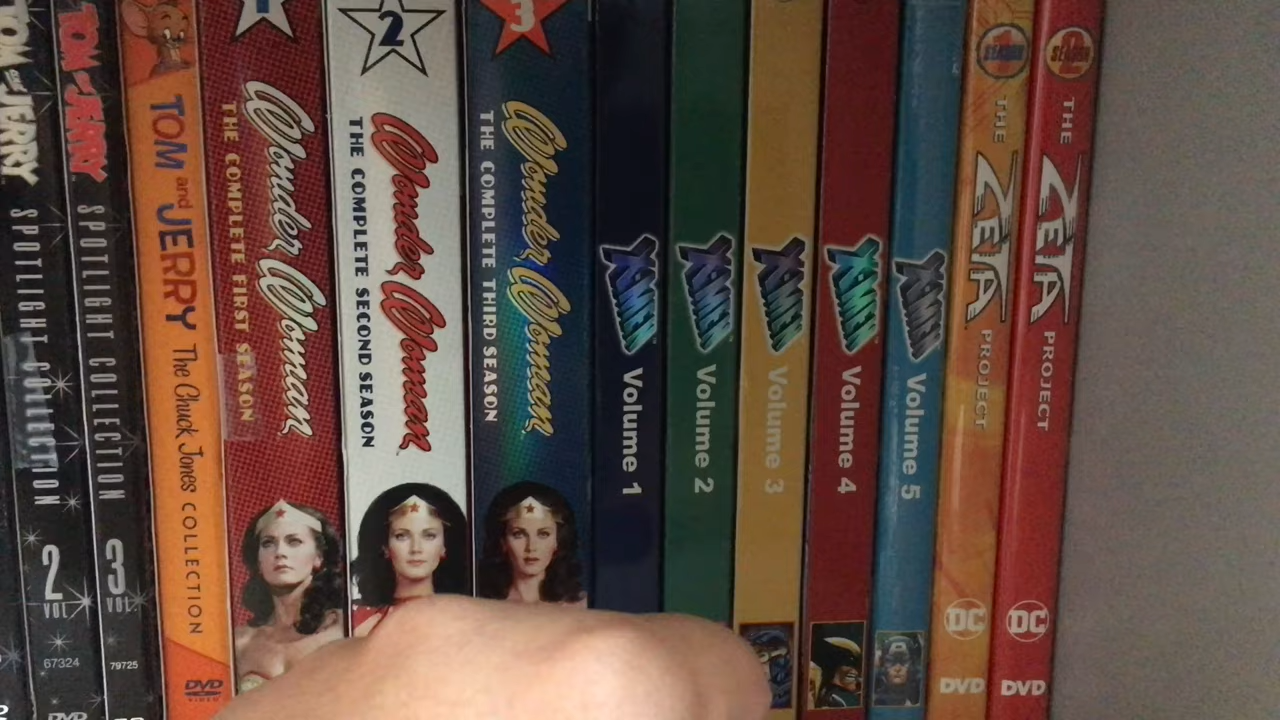 TOM and JERRY
SPOTLIGHT COLLECTION
2
VOL.
67324
DVD
TOM and JERRY
SPOTLIGHT COLLECTION
3
VOL.
79725
TOM and JERRY
The Chuck Jones COLLECTION
DVD
VIDEO
1
Wonder Woman
THE COMPLETE FIRST SEASON
2
Wonder Woman
THE COMPLETE SECOND SEASON
3
Wonder Woman
THE COMPLETE THIRD SEASON
X-MEN
Volume 1
X-MEN
Volume 2
X-MEN
Volume 3
X-MEN
Volume 4
X-MEN
Volume 5
SEASON 1
THE ZETA PROJECT
DC
DVD
SEASON 2
THE ZETA PROJECT
DC
DVD